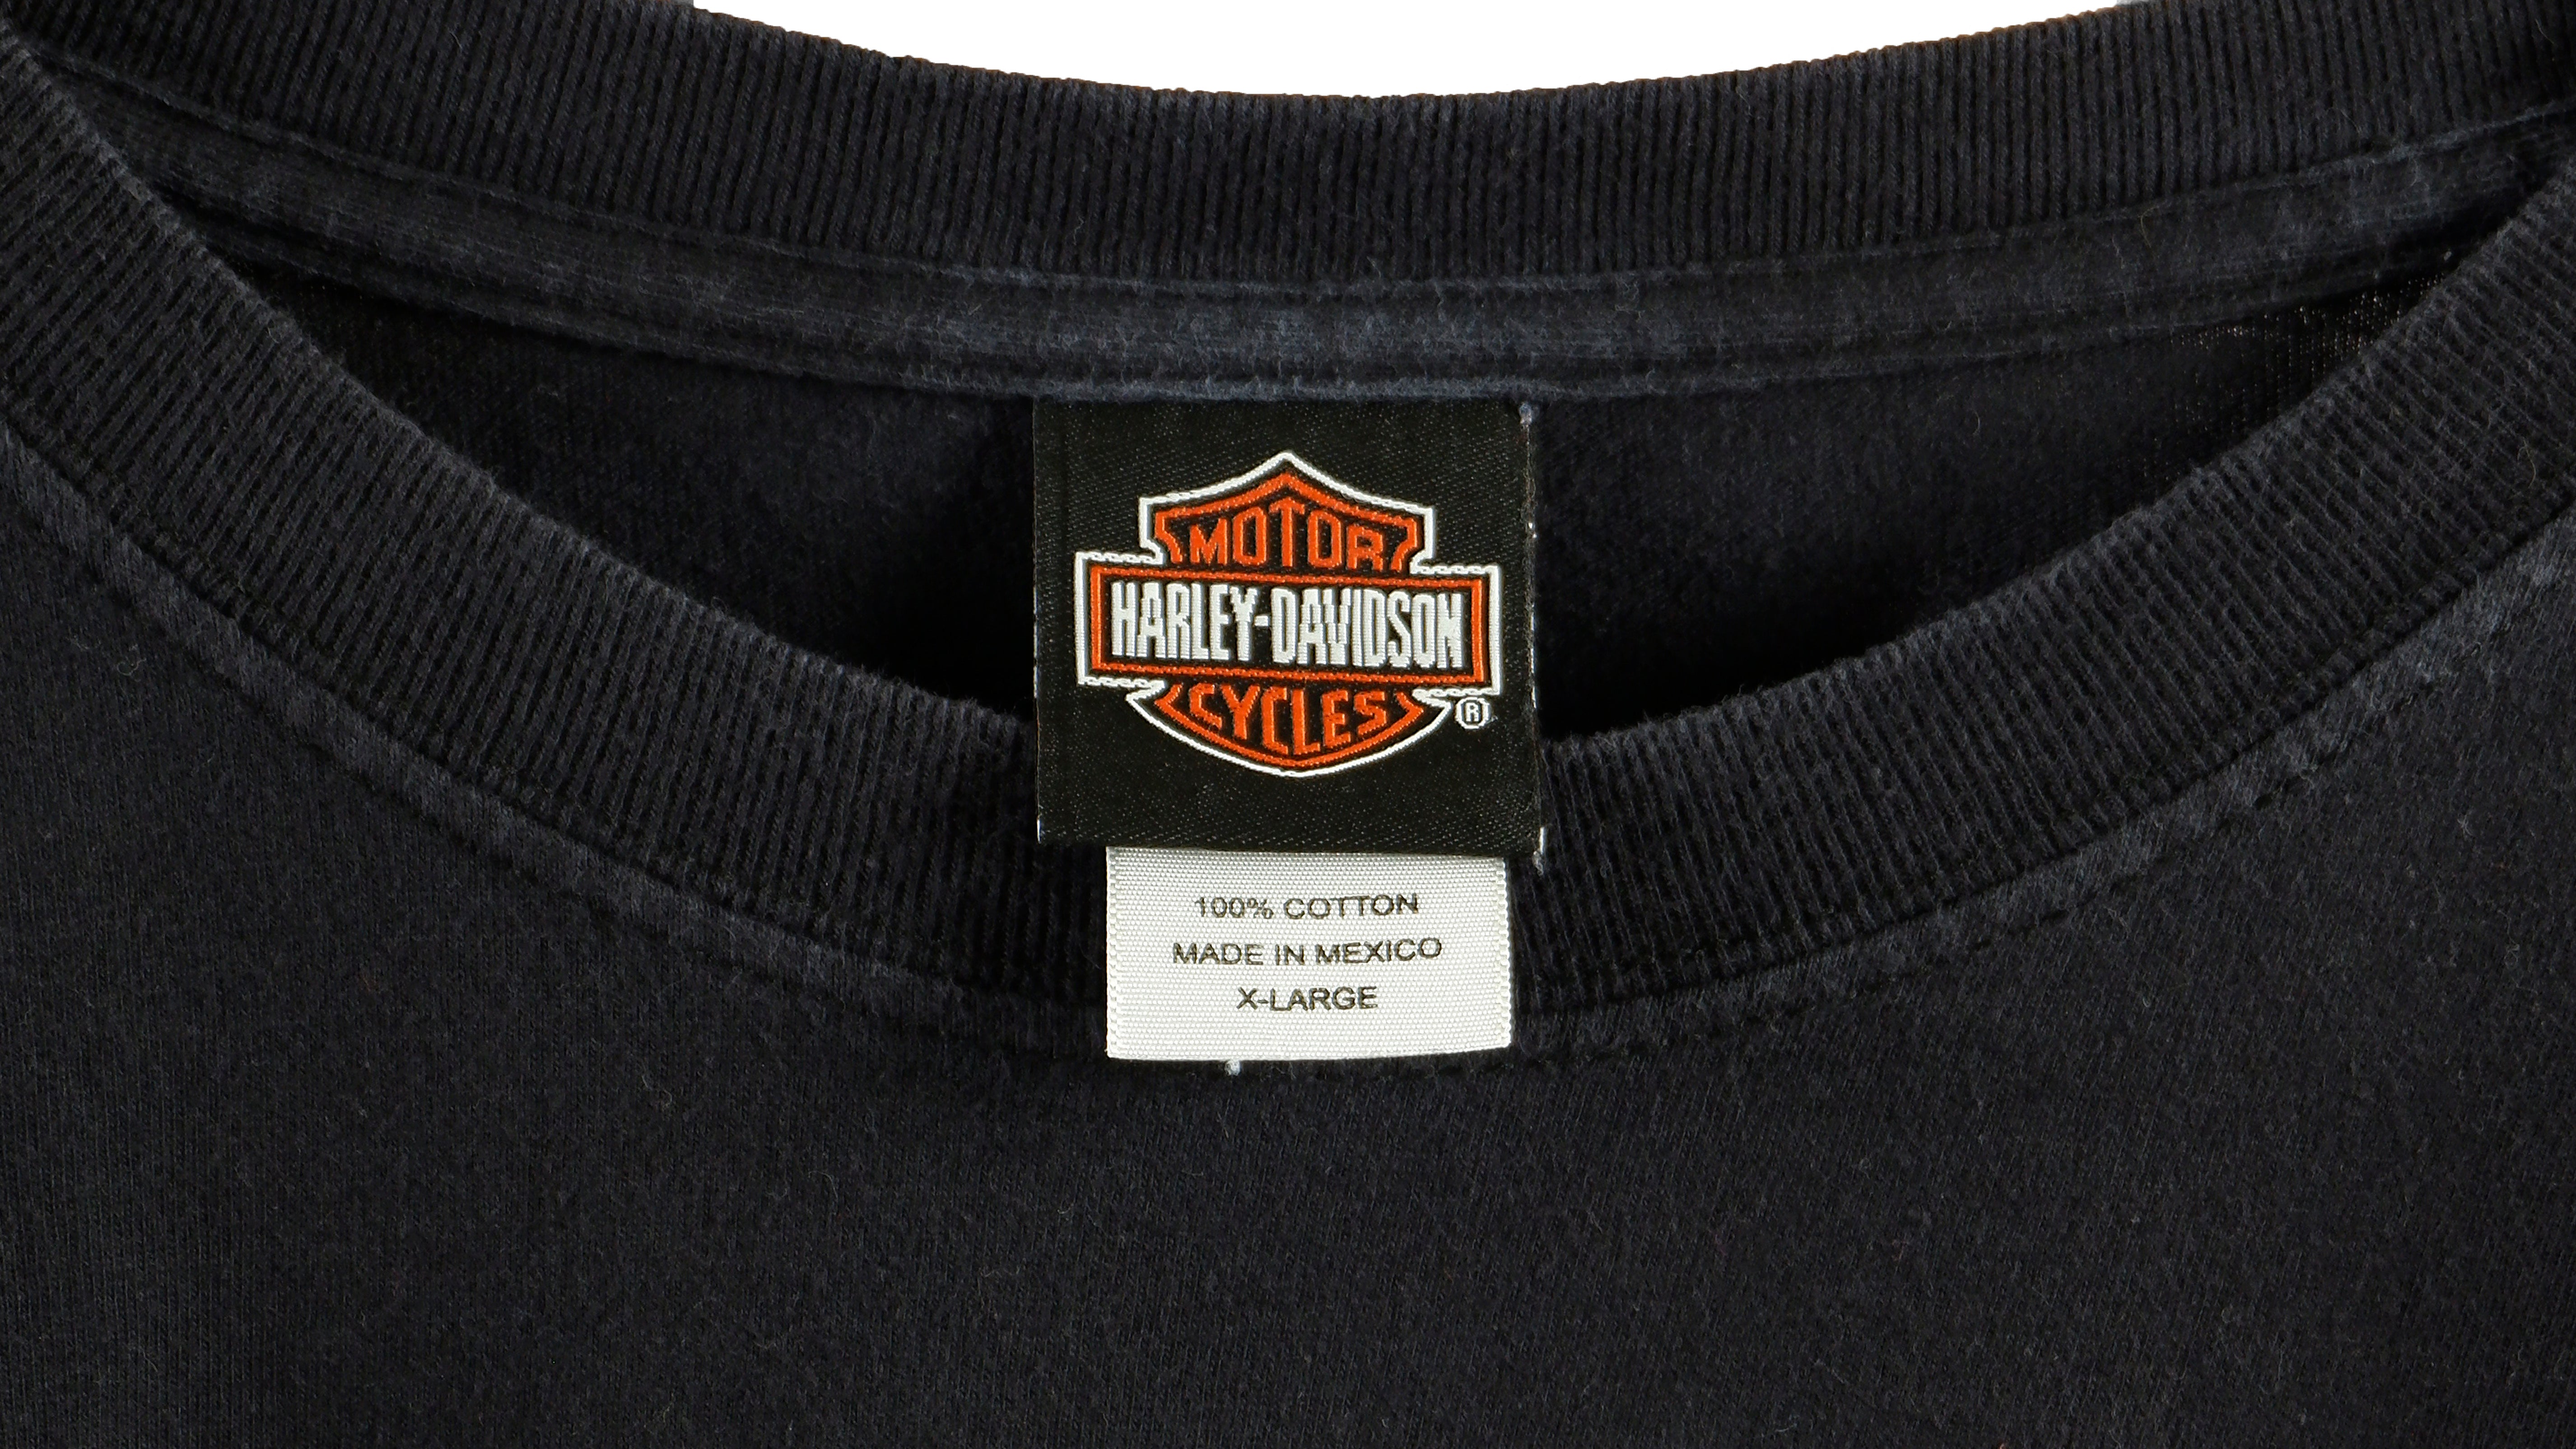 MOTOR
HARLEY-DAVIDSON
CYCLES
®
100% COTTON
MADE IN MEXICO
X-LARGE